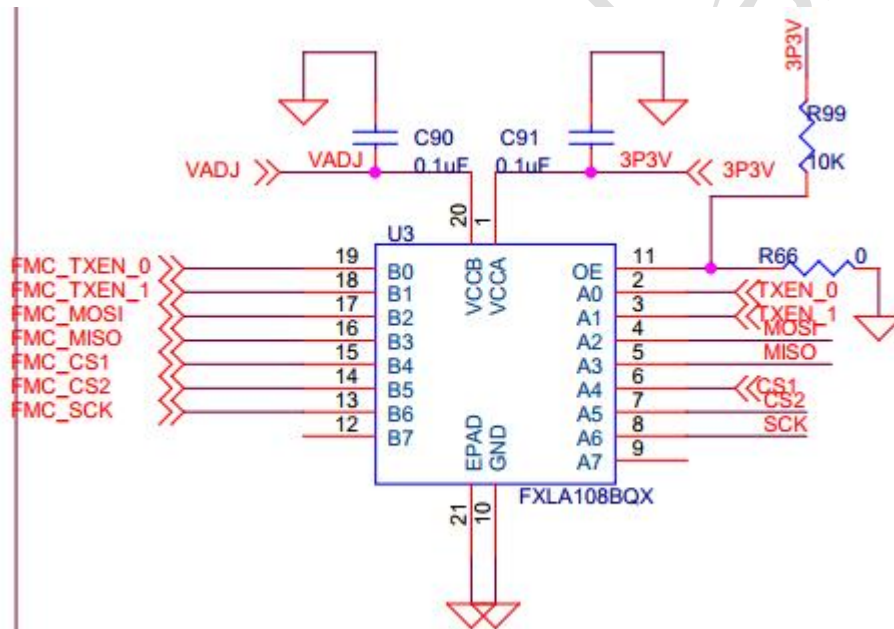 3P3V
R99
10K
C90
0.1uF
C91
0.1uF
VADJ
VADJ
3P3V
3P3V
20
1
U3
VCCB
VCCA
FMC_TXEN_0
19
B0
FMC_TXEN_1
18
B1
FMC_MOSI
17
B2
FMC_MISO
16
B3
FMC_CS1
15
B4
FMC_CS2
14
B5
FMC_SCK
13
B6
12
B7
OE
11
R66
0
A0
2
TXEN_0
A1
3
TXEN_1
A2
4
MOSI
A3
5
MISO
A4
6
CS1
A5
7
CS2
A6
8
SCK
A7
9
EPAD
GND
FXLA108BQX
21
10